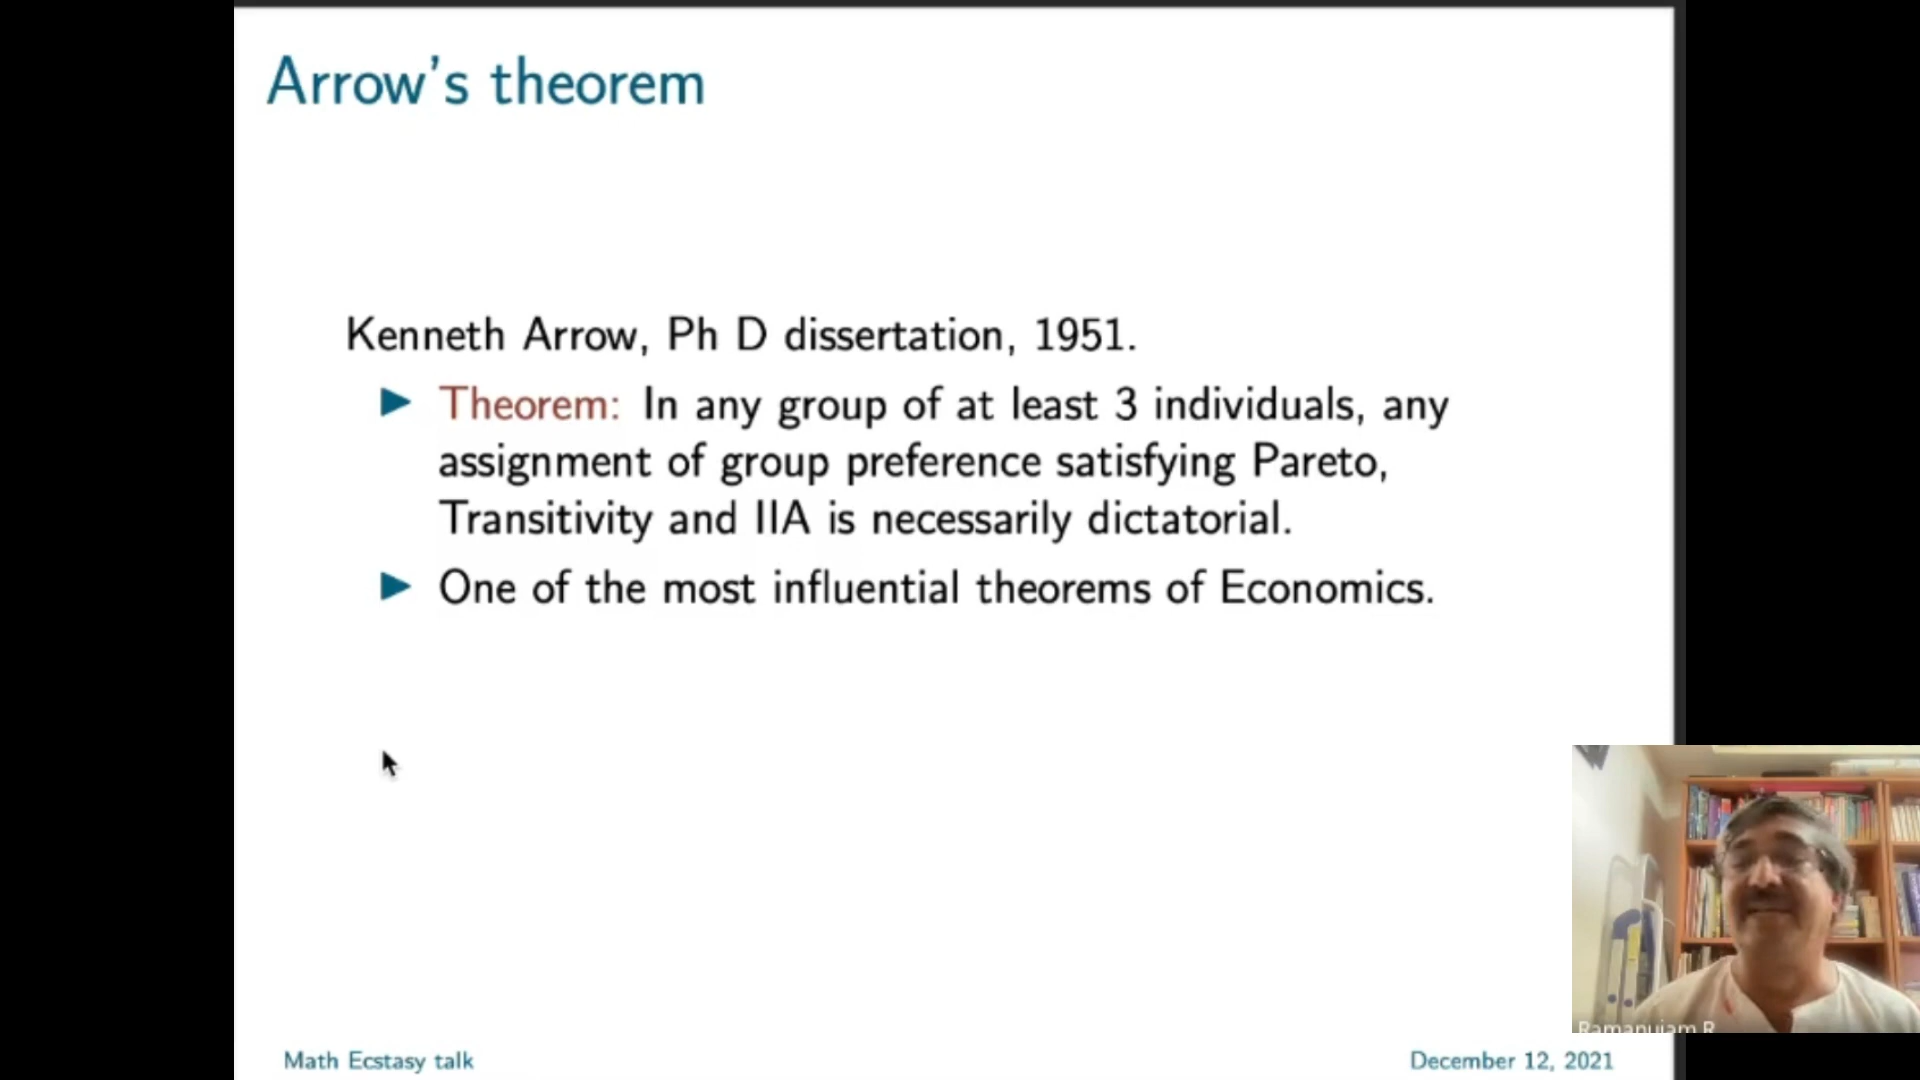 Arrow's theorem
Kenneth Arrow, Ph D dissertation, 1951.
Theorem: In any group of at least 3 individuals, any
assignment of group preference satisfying Pareto,
Transitivity and IIA is necessarily dictatorial.
One of the most influential theorems of Economics.
Ramanujam R
Math Ecstasy talk
December 12, 2021